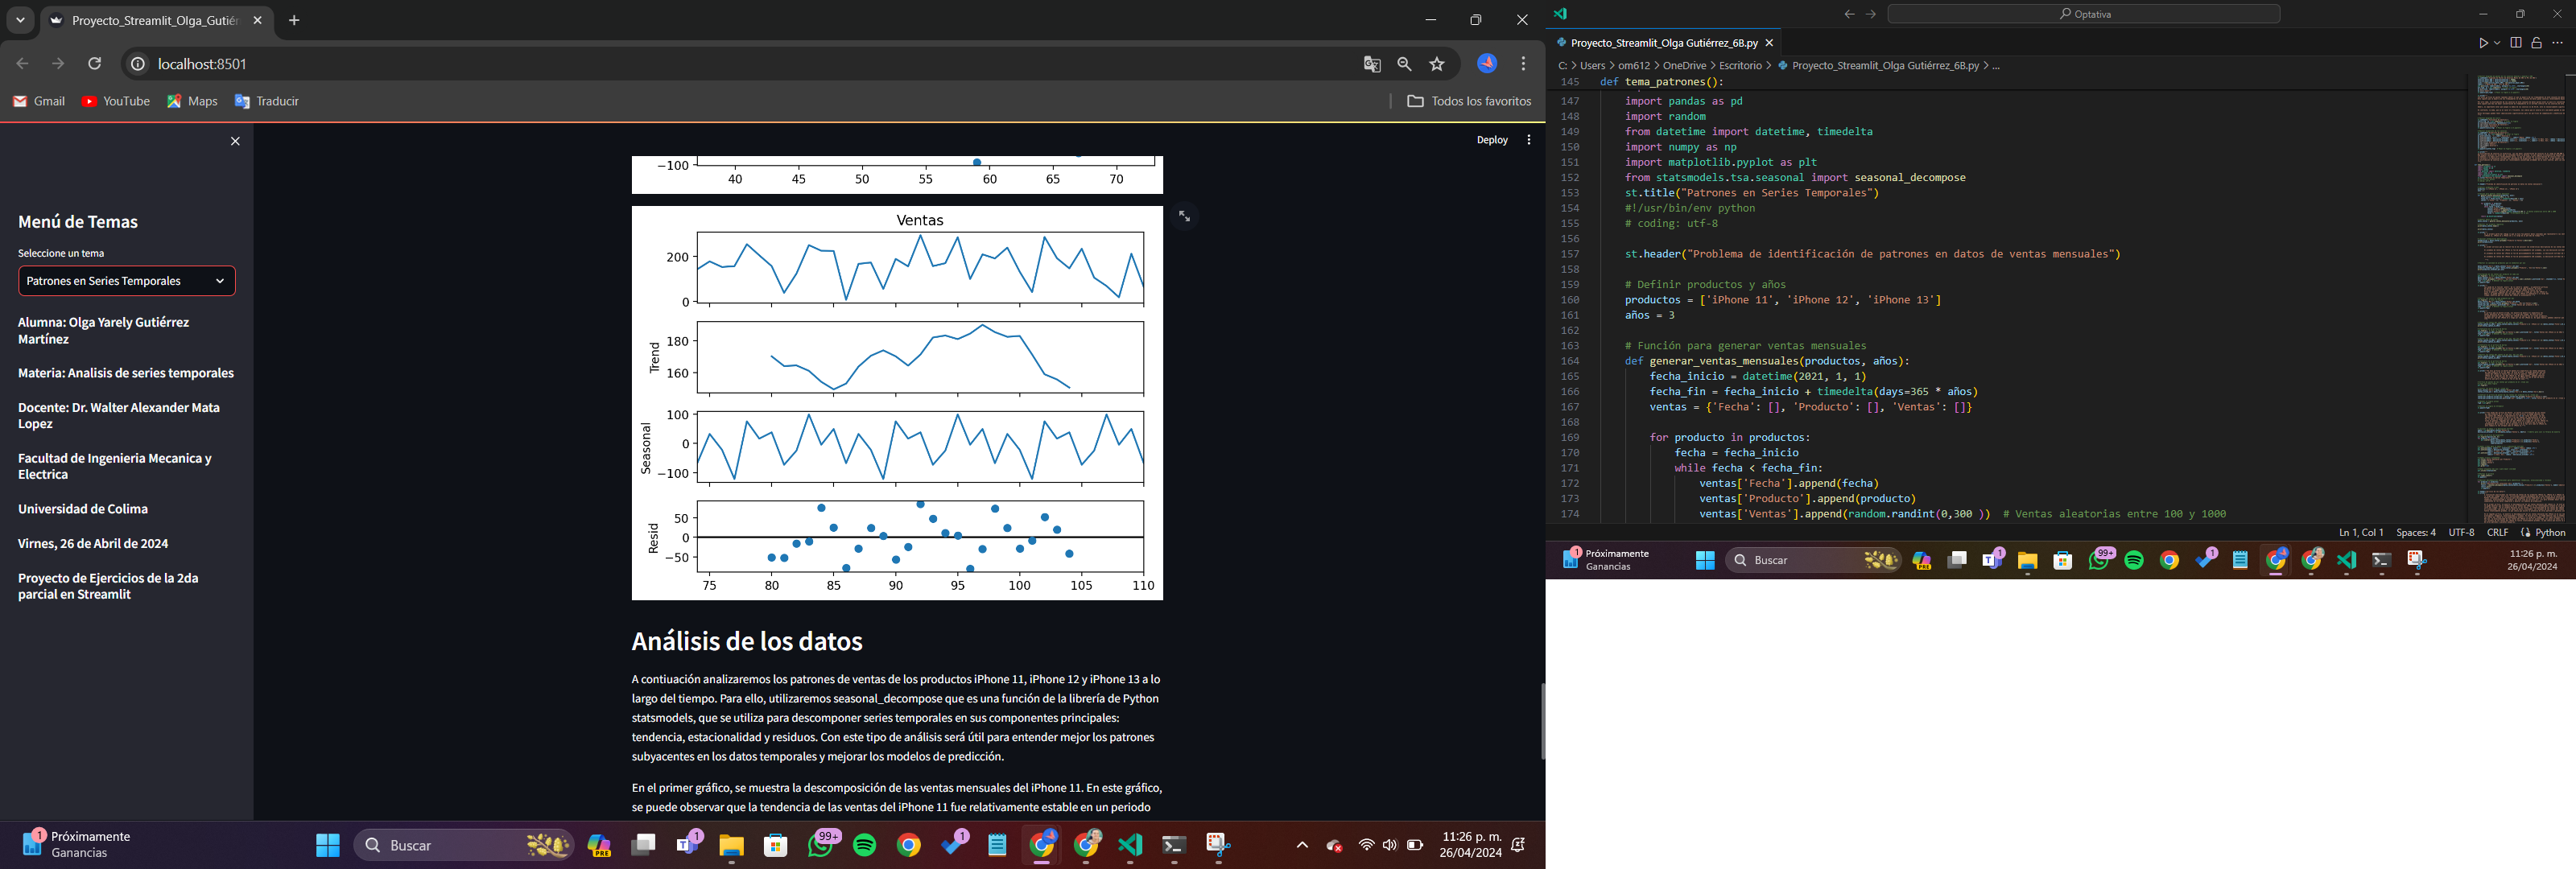 Proyecto_Streamlit_Olga_Gutiér
localhost:8501
Gmail
YouTube
Maps
Traducir
Todos los favoritos
Deploy
Menú de Temas
Seleccione un tema
Patrones en Series Temporales
Alumna: Olga Yarely Gutiérrez
Martínez
Materia: Analisis de series temporales
Docente: Dr. Walter Alexander Mata
Lopez
Facultad de Ingenieria Mecanica y
Electrica
Universidad de Colima
Virnes, 26 de Abril de 2024
Proyecto de Ejercicios de la 2da
parcial en Streamlit
−100
40 45 50 55 60 65 70
Ventas
200
0
Trend
180
160
Seasonal
100
0
−100
Resid
50
0
−50
75 80 85 90 95 100 105 110
Análisis de los datos
A contiuación analizaremos los patrones de ventas de los productos iPhone 11, iPhone 12 y iPhone 13 a lo
largo del tiempo. Para ello, utilizaremos seasonal_decompose que es una función de la librería de Python
statsmodels, que se utiliza para descomponer series temporales en sus componentes principales:
tendencia, estacionalidad y residuos. Con este tipo de análisis será útil para entender mejor los patrones
subyacentes en los datos temporales y mejorar los modelos de predicción.
En el primer gráfico, se muestra la descomposición de las ventas mensuales del iPhone 11. En este gráfico,
se puede observar que la tendencia de las ventas del iPhone 11 fue relativamente estable en un periodo
1
Próximamente
Ganancias
Buscar
PRE
1
99+
1
11:26 p. m.
26/04/2024
Optativa
Proyecto_Streamlit_Olga Gutiérrez_6B.py
C: > Users > om612 > OneDrive > Escritorio > Proyecto_Streamlit_Olga Gutiérrez_6B.py > ...
145 def tema_patrones():
147 import pandas as pd
148 import random
149 from datetime import datetime, timedelta
150 import numpy as np
151 import matplotlib.pyplot as plt
152 from statsmodels.tsa.seasonal import seasonal_decompose
153 st.title("Patrones en Series Temporales")
154 #!/usr/bin/env python
155 # coding: utf-8
156
157 st.header("Problema de identificación de patrones en datos de ventas mensuales")
158
159 # Definir productos y años
160 productos = ['iPhone 11', 'iPhone 12', 'iPhone 13']
161 años = 3
162
163 # Función para generar ventas mensuales
164 def generar_ventas_mensuales(productos, años):
165 fecha_inicio = datetime(2021, 1, 1)
166 fecha_fin = fecha_inicio + timedelta(days=365 * años)
167 ventas = {'Fecha': [], 'Producto': [], 'Ventas': []}
168
169 for producto in productos:
170 fecha = fecha_inicio
171 while fecha < fecha_fin:
172 ventas['Fecha'].append(fecha)
173 ventas['Producto'].append(producto)
174 ventas['Ventas'].append(random.randint(0,300 )) # Ventas aleatorias entre 100 y 1000
Ln 1, Col 1 Spaces: 4 UTF-8 CRLF Python
1
Próximamente
Ganancias
Buscar
PRE
1
99+
1
11:26 p. m.
26/04/2024